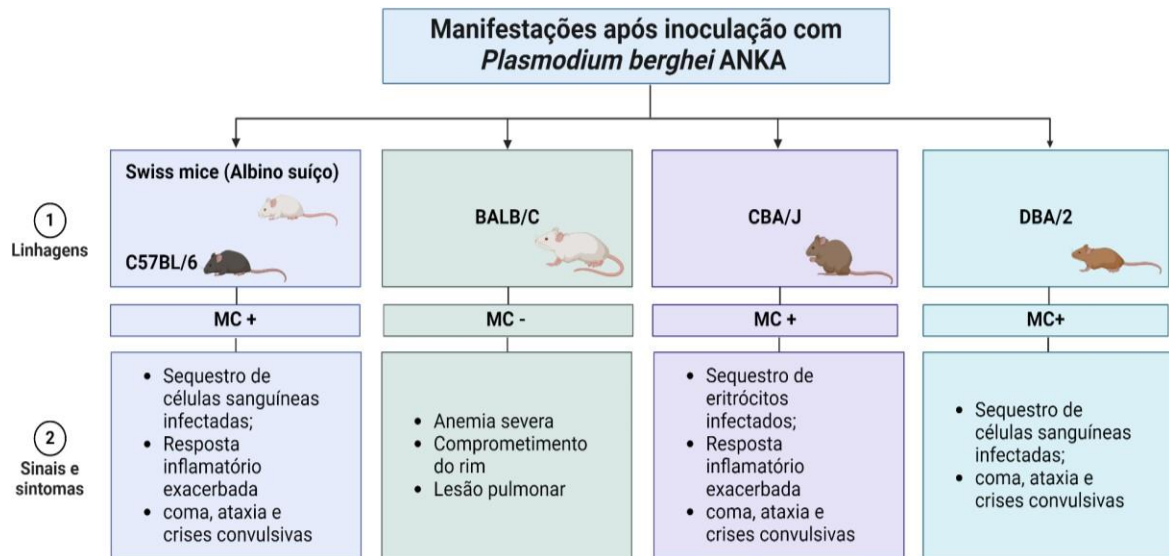 Manifestações após inoculação com
Plasmodium berghei ANKA
1
Linhagens
Swiss mice (Albino suíço)
C57BL/6
BALB/C
CBA/J
DBA/2
MC +
MC -
MC +
MC+
2
Sinais e
sintomas
• Sequestro de
células sanguíneas
infectadas;
• Resposta
inflamatório
exacerbada
• coma, ataxia e
crises convulsivas
• Anemia severa
• Comprometimento
do rim
• Lesão pulmonar
• Sequestro de
eritrócitos
infectados;
• Resposta
inflamatório
exacerbada
• coma, ataxia e
crises convulsivas
• Sequestro de
células sanguíneas
infectadas;
• coma, ataxia e
crises convulsivas